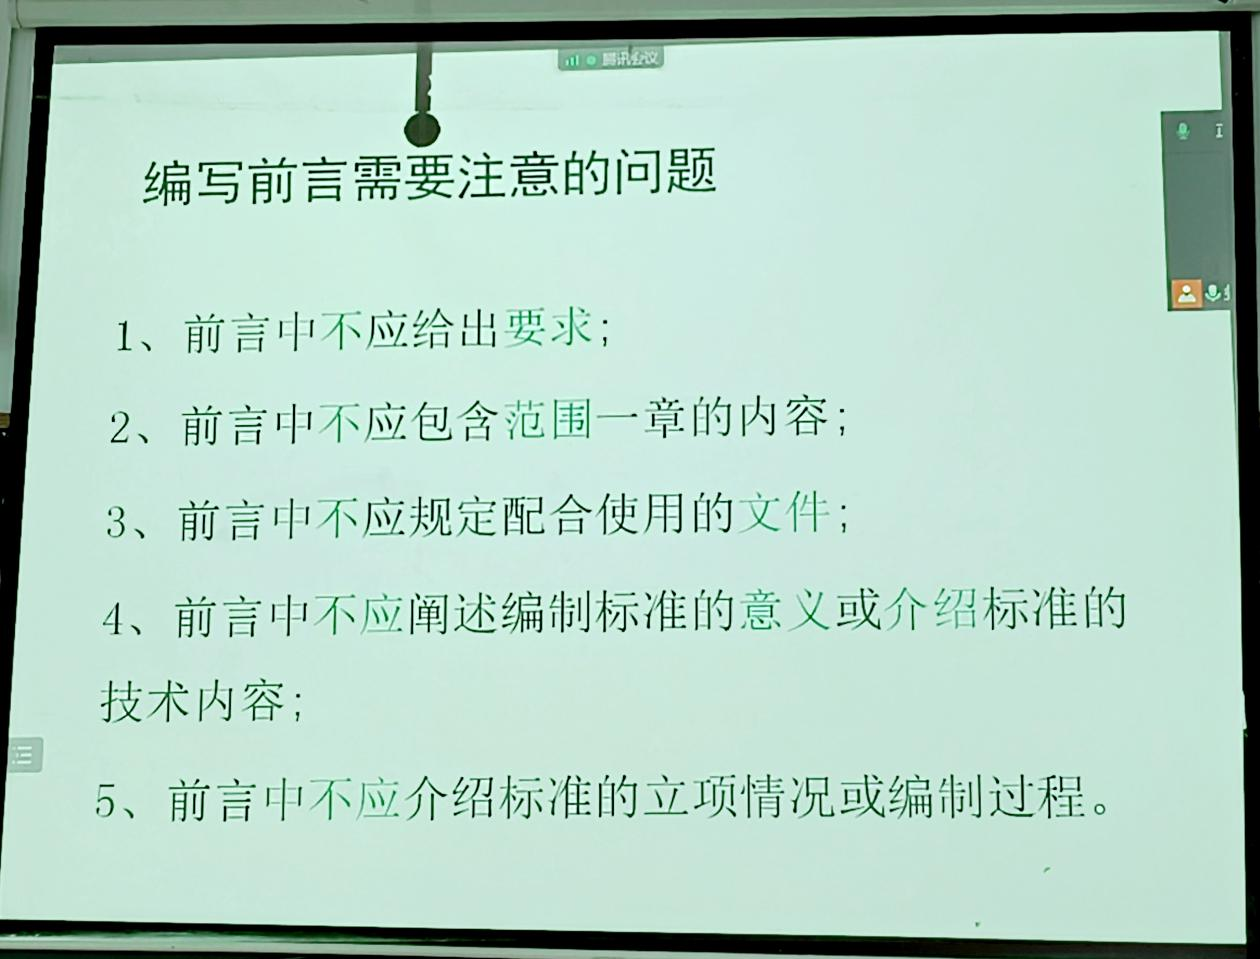 腾讯会议
编写前言需要注意的问题
1、前言中不应给出要求;
2、前言中不应包含范围一章的内容;
3、前言中不应规定配合使用的文件;
4、前言中不应阐述编制标准的意义或介绍标准的
技术内容;
5、前言中不应介绍标准的立项情况或编制过程。